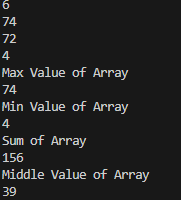 6
74
72
4
Max Value of Array
74
Min Value of Array
4
Sum of Array
156
Middle Value of Array
39